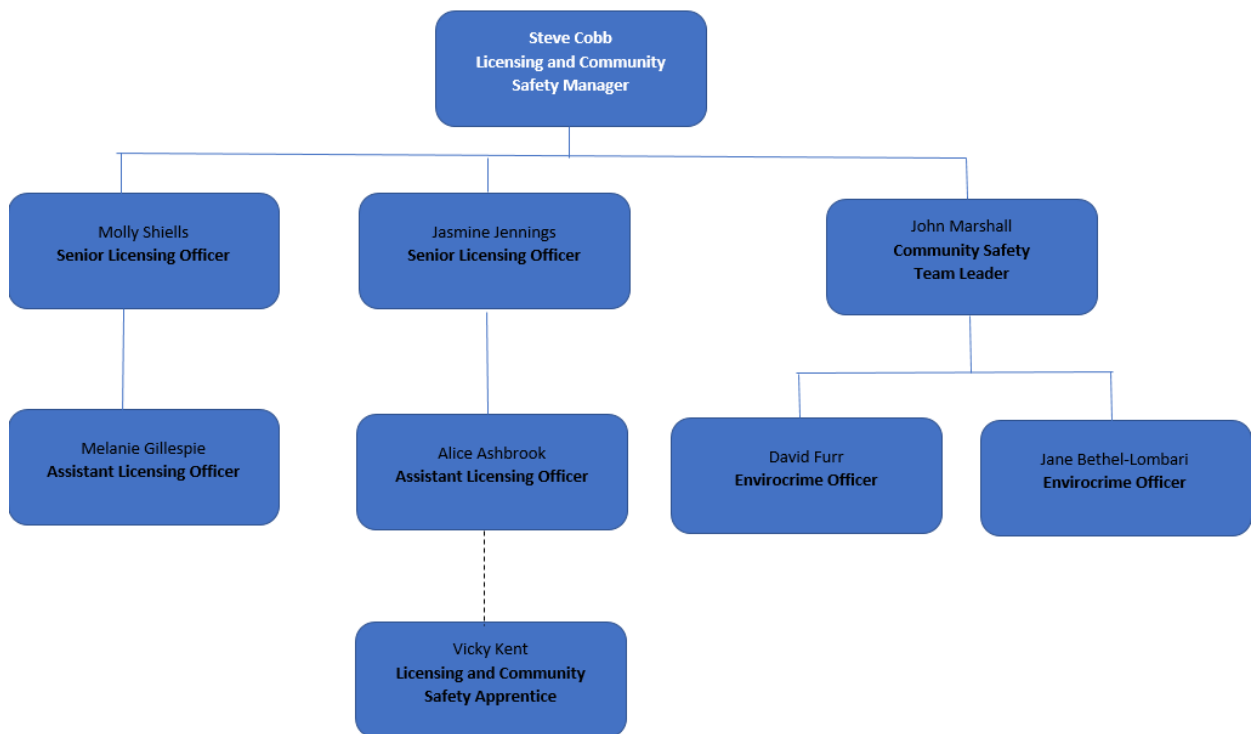 Steve Cobb
Licensing and Community
Safety Manager
Molly Shiells
Senior Licensing Officer
Jasmine Jennings
Senior Licensing Officer
John Marshall
Community Safety
Team Leader
Melanie Gillespie
Assistant Licensing Officer
Alice Ashbrook
Assistant Licensing Officer
David Furr
Envirocrime Officer
Jane Bethel-Lombari
Envirocrime Officer
Vicky Kent
Licensing and Community
Safety Apprentice